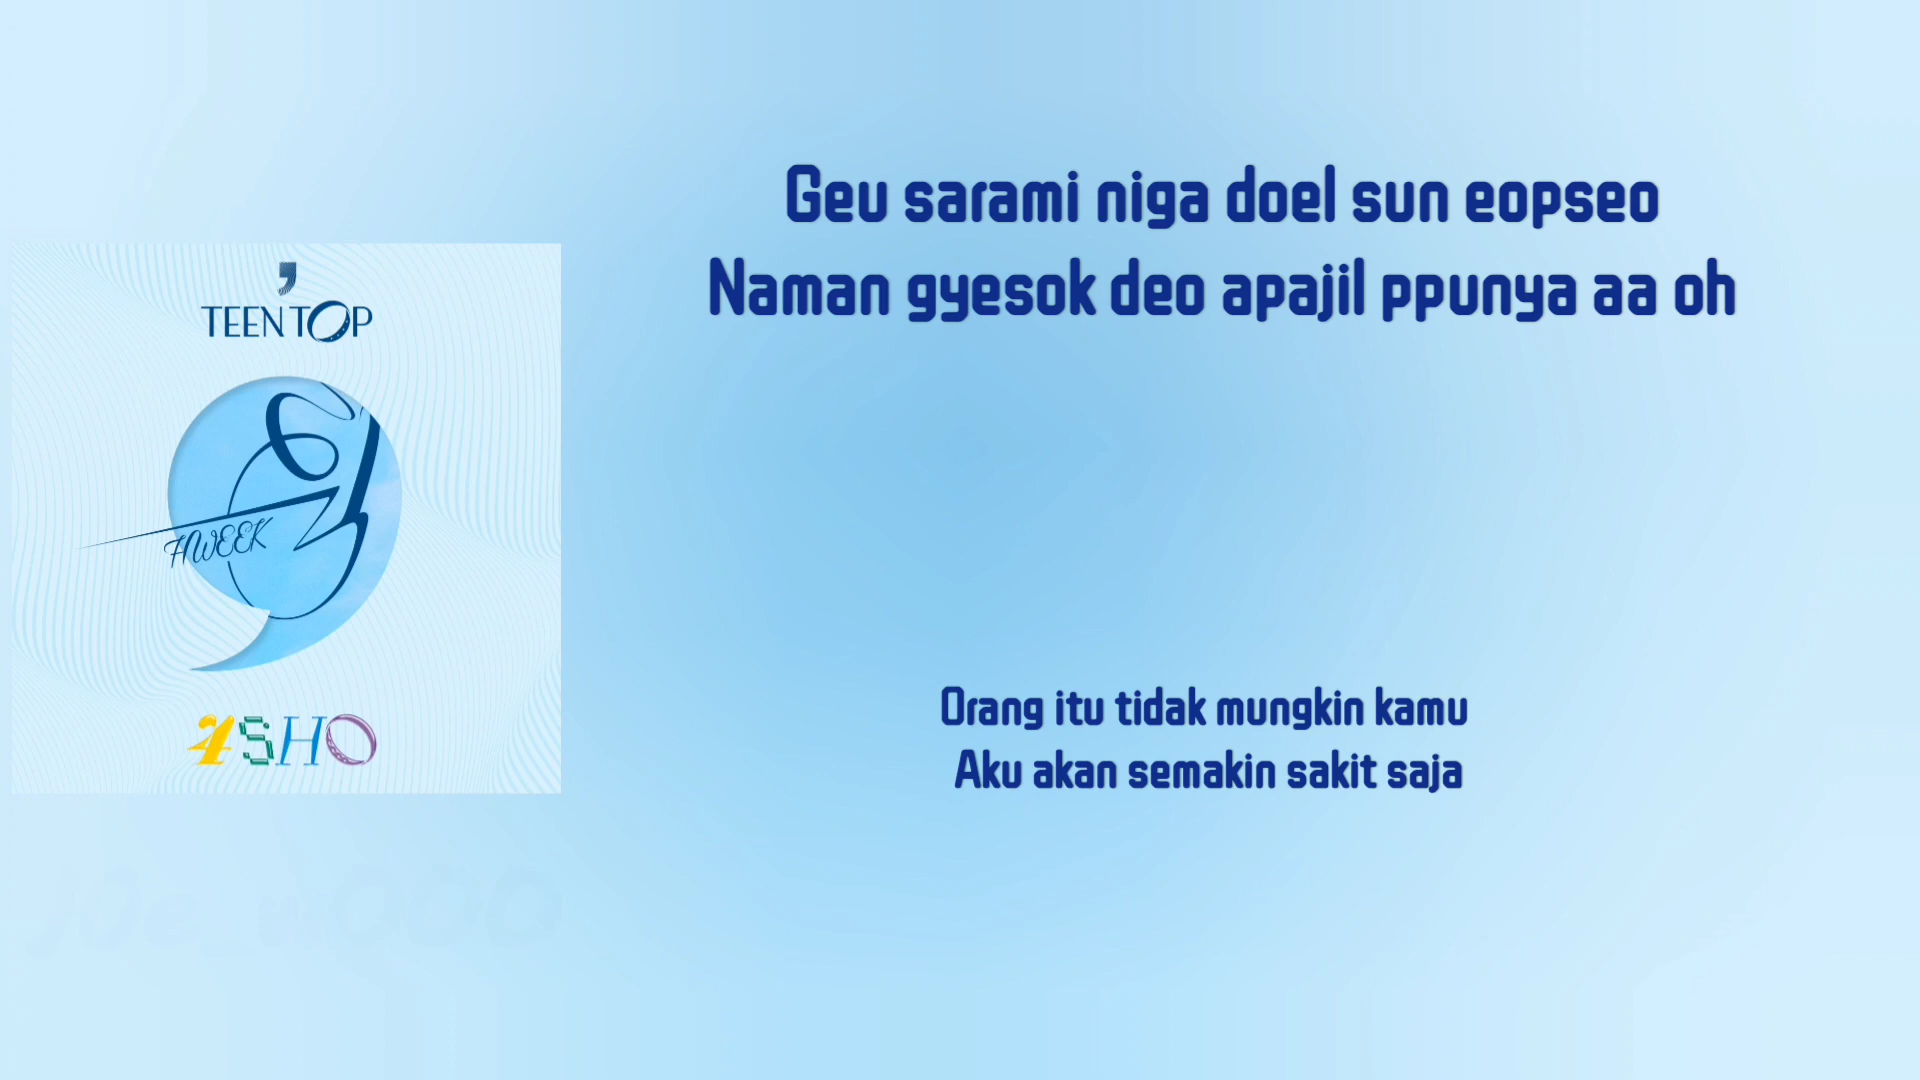 Geu sarami niga doel sun eopseo
Naman gyesok deo apajil ppunya aa oh
TEEN TOP
WEEK
4SHO
Orang itu tidak mungkin kamu
Aku akan semakin sakit saja